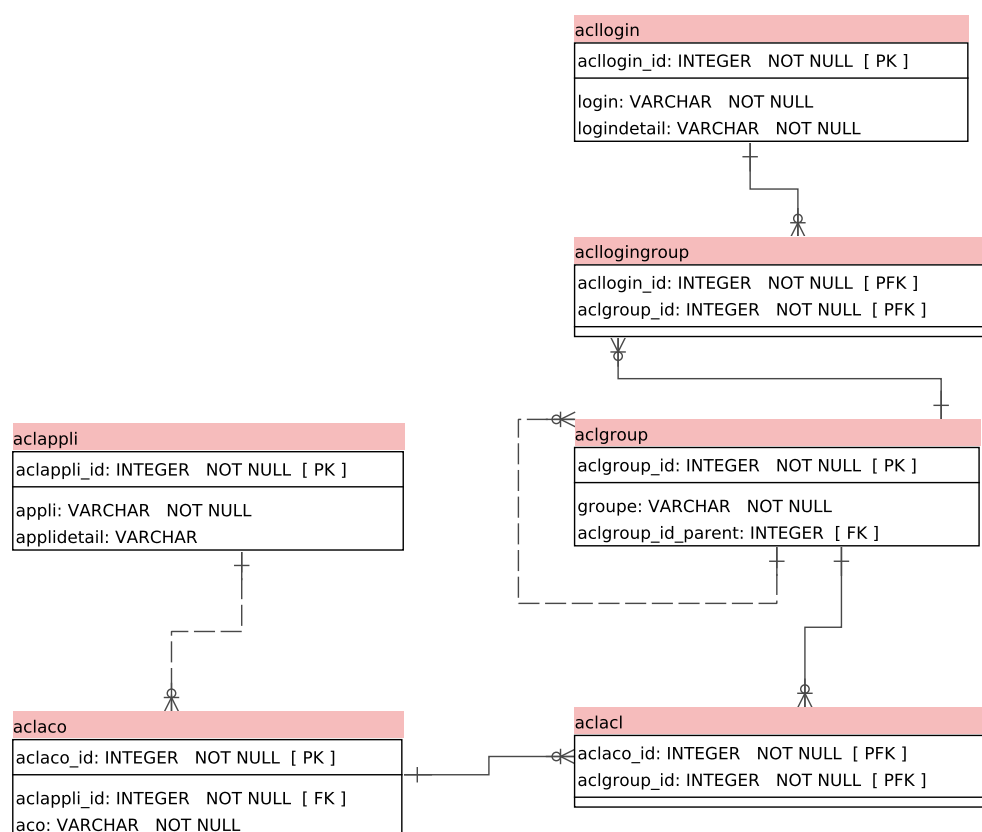 acllogin
acllogin_id: INTEGER NOT NULL [ PK ]
login: VARCHAR NOT NULL
logindetail: VARCHAR NOT NULL
acllogingroup
acllogin_id: INTEGER NOT NULL [ PFK ]
aclgroup_id: INTEGER NOT NULL [ PFK ]
aclgroup
aclgroup_id: INTEGER NOT NULL [ PK ]
groupe: VARCHAR NOT NULL
aclgroup_id_parent: INTEGER [ FK ]
aclappli
aclappli_id: INTEGER NOT NULL [ PK ]
appli: VARCHAR NOT NULL
applidetail: VARCHAR
aclaco
aclaco_id: INTEGER NOT NULL [ PK ]
aclappli_id: INTEGER NOT NULL [ FK ]
aco: VARCHAR NOT NULL
aclacl
aclaco_id: INTEGER NOT NULL [ PFK ]
aclgroup_id: INTEGER NOT NULL [ PFK ]